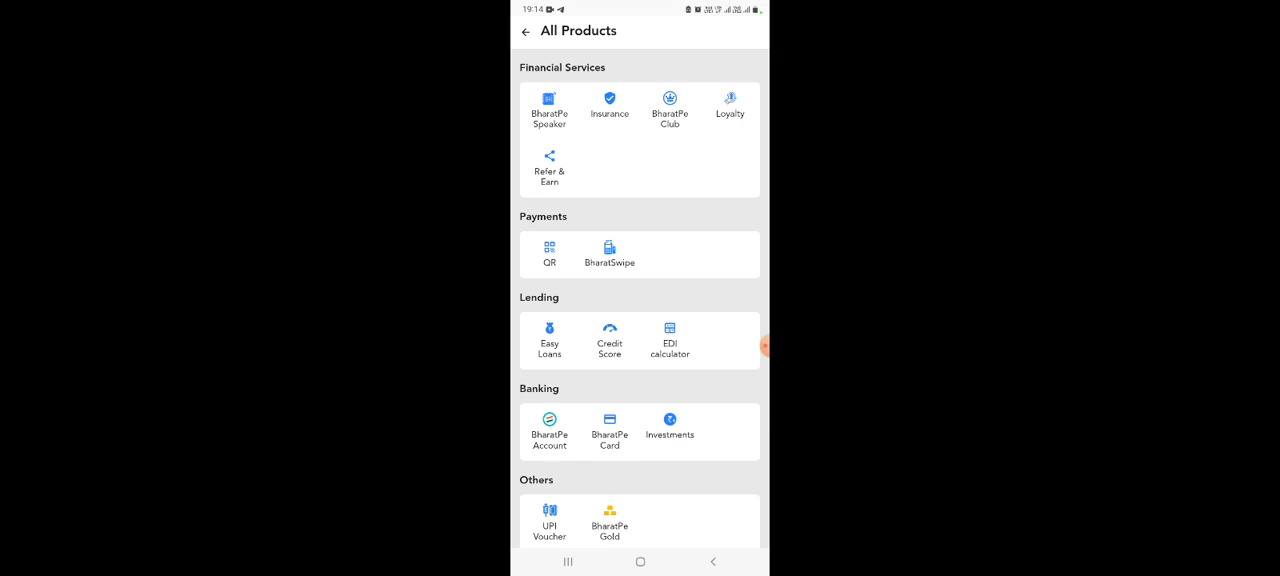 19:14
All Products
Financial Services
BharatPe Speaker
Insurance
BharatPe Club
Loyalty
Refer & Earn
Payments
QR
BharatSwipe
Lending
Easy Loans
Credit Score
EDI calculator
Banking
BharatPe Account
BharatPe Card
Investments
Others
UPI Voucher
BharatPe Gold